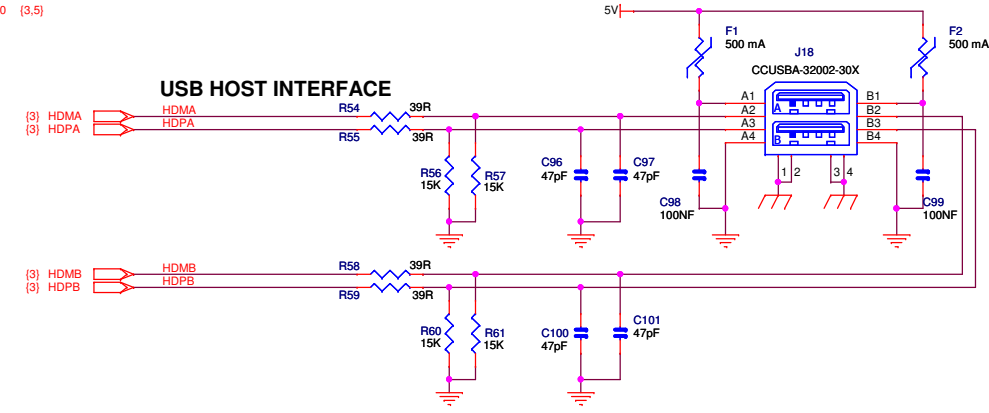 0 {3,5}
5V
F1
500 mA
F2
500 mA
J18
CCUSBA-32002-30X
USB HOST INTERFACE
{3} HDMA HDMA R54 39R
{3} HDPA HDPA R55 39R
A1 B1
A2 B2
A3 B3
A4 B4
A
B
1 2 3 4
R56
15K
R57
15K
C96
47pF
C97
47pF
C98
100NF
C99
100NF
{3} HDMB HDMB R58 39R
{3} HDPB HDPB R59 39R
R60
15K
R61
15K
C100
47pF
C101
47pF